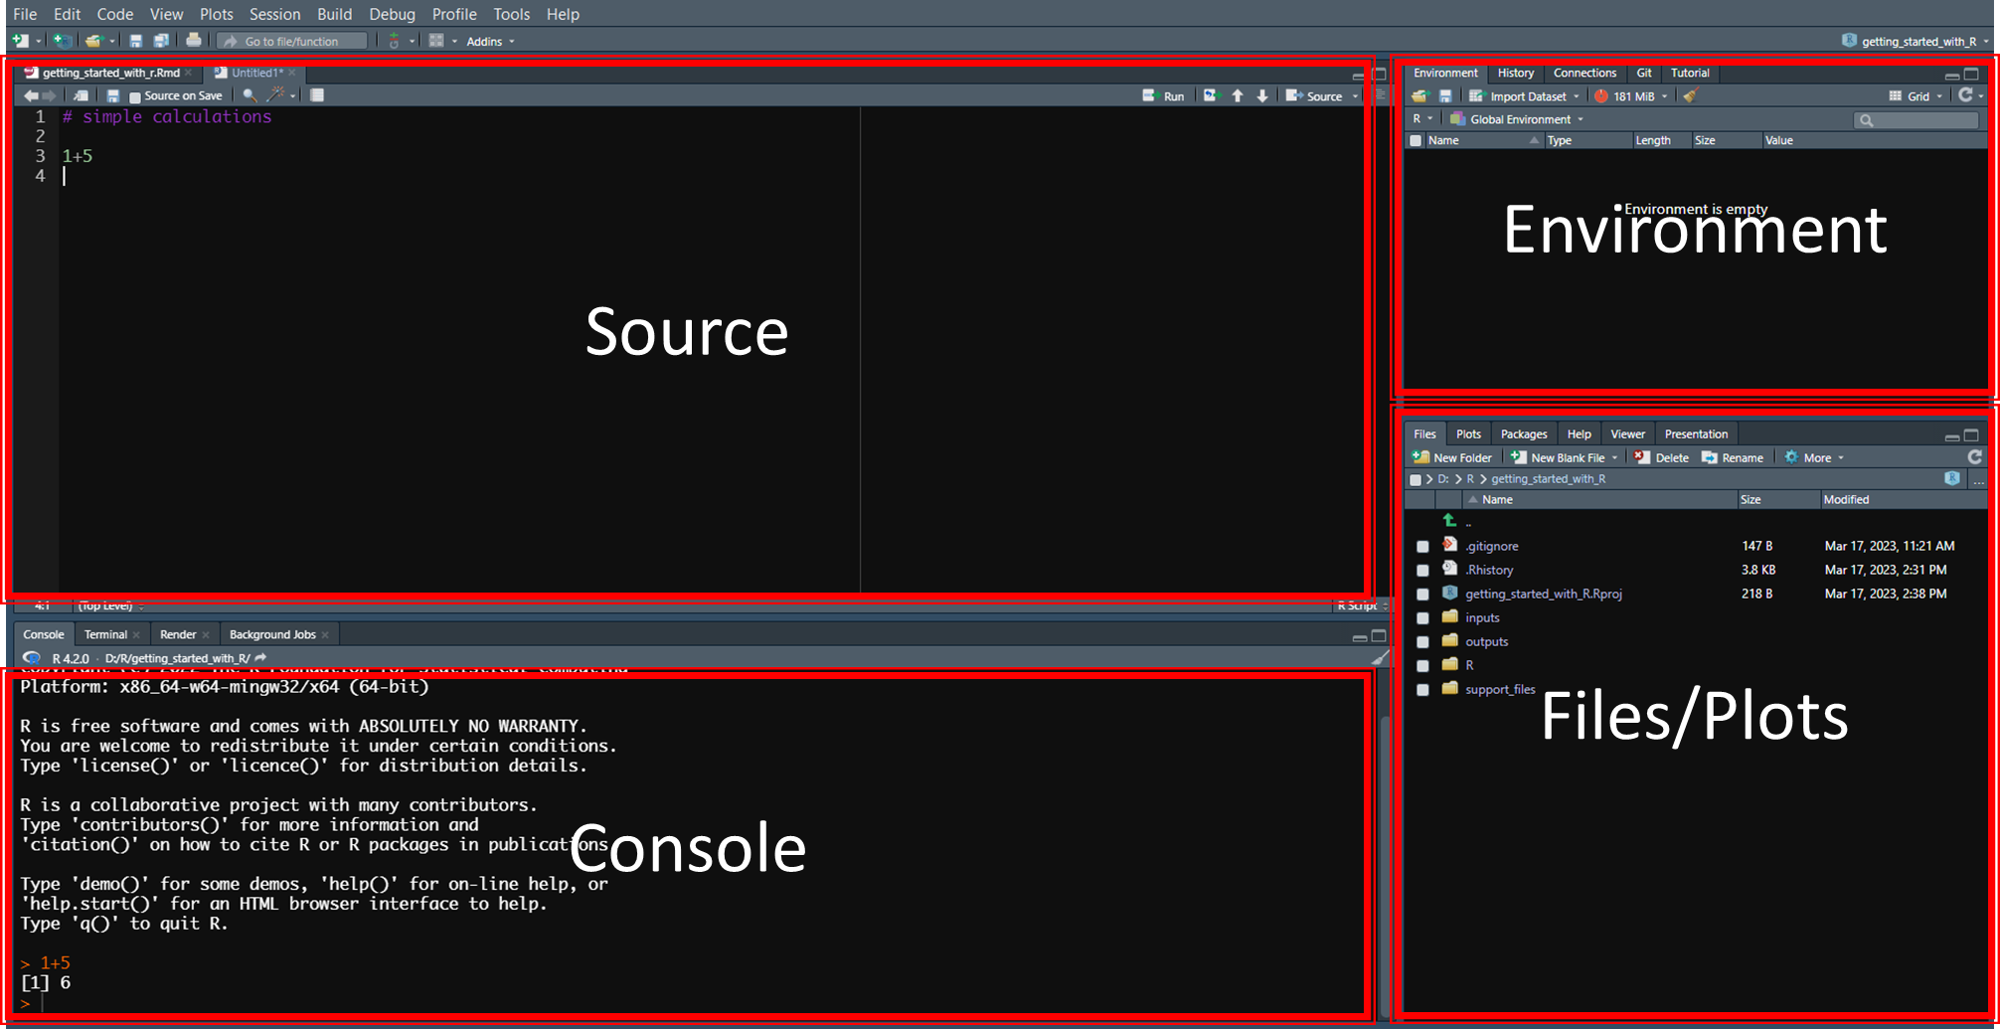 File Edit Code View Plots Session Build Debug Profile Tools Help
Go to file/function Addins getting_started_with_R
getting_started_with_r.Rmd Untitled1*
Source on Save Run Source
1 # simple calculations
2
3 1+5
4
Source
4:1 (Top Level) R Script
Console Terminal Render Background Jobs
R 4.2.0 · D:/R/getting_started_with_R/
Copyright (C) 2022 The R Foundation for Statistical Computing
Platform: x86_64-w64-mingw32/x64 (64-bit)
R is free software and comes with ABSOLUTELY NO WARRANTY.
You are welcome to redistribute it under certain conditions.
Type 'license()' or 'licence()' for distribution details.
R is a collaborative project with many contributors.
Type 'contributors()' for more information and
'citation()' on how to cite R or R packages in publications
Console
Type 'demo()' for some demos, 'help()' for on-line help, or
'help.start()' for an HTML browser interface to help.
Type 'q()' to quit R.
> 1+5
[1] 6
>
Environment History Connections Git Tutorial
Import Dataset 181 MiB Grid
R Global Environment
Name Type Length Size Value
Environment is empty
Environment
Files Plots Packages Help Viewer Presentation
New Folder New Blank File Delete Rename More
D: R getting_started_with_R ...
Name Size Modified
..
.gitignore 147 B Mar 17, 2023, 11:21 AM
.Rhistory 3.8 KB Mar 17, 2023, 2:31 PM
getting_started_with_R.Rproj 218 B Mar 17, 2023, 2:38 PM
inputs
outputs
R
support_files
Files/Plots